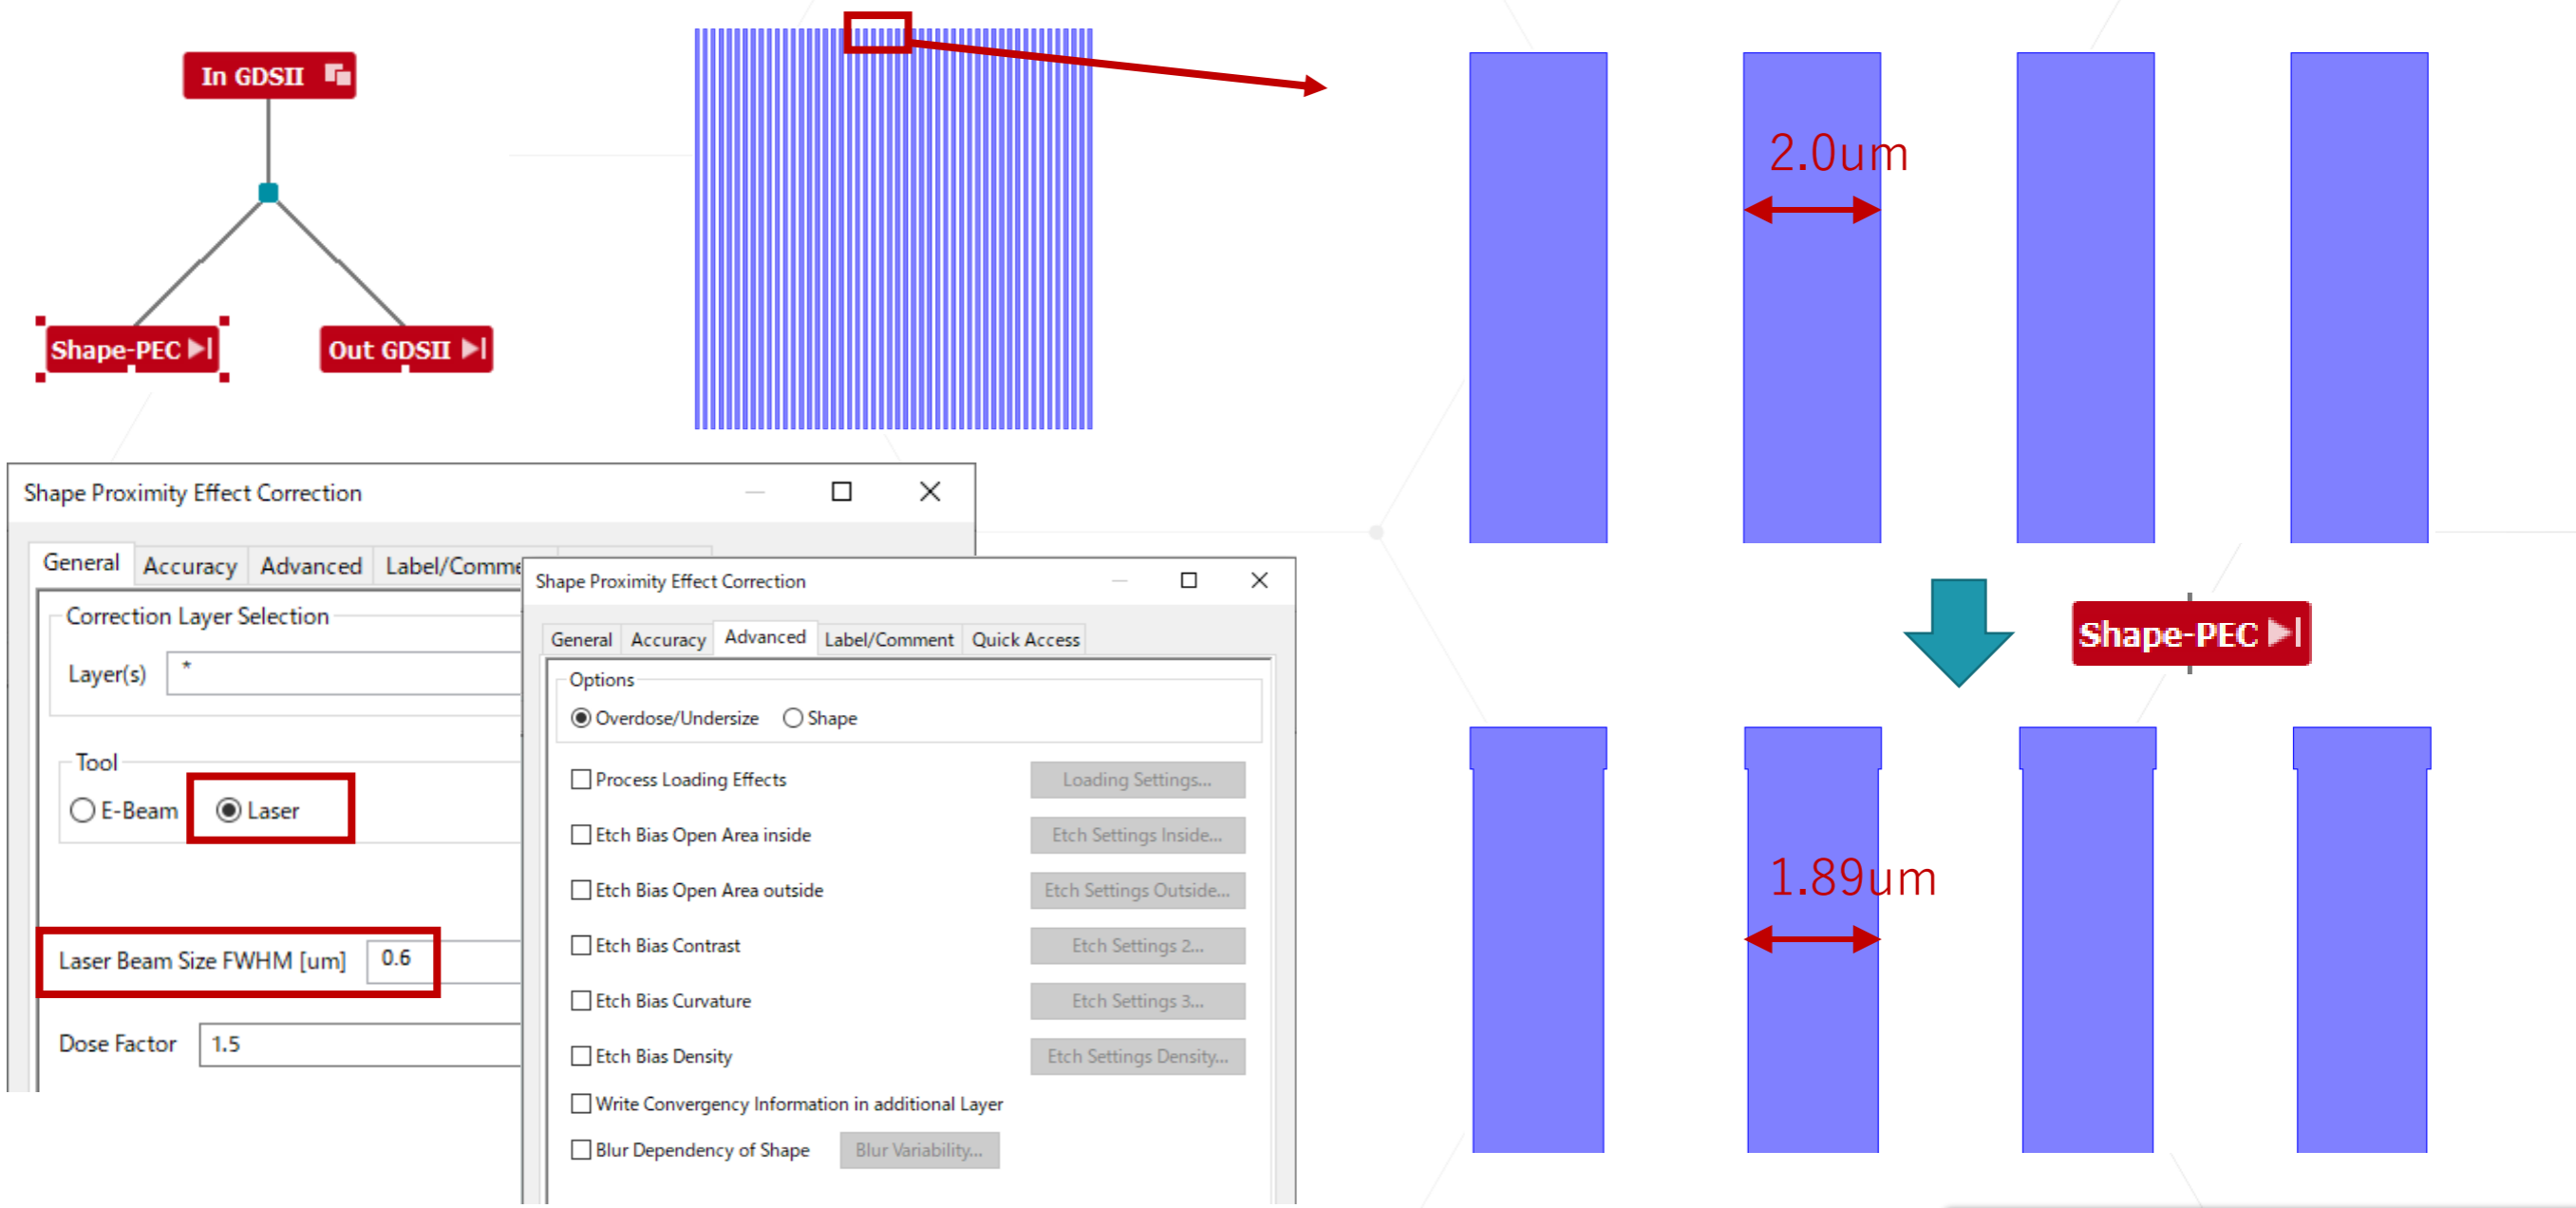 In GDSII
Shape-PEC
Out GDSII
2.0um
Shape-PEC
1.89um
Shape Proximity Effect Correction
General Accuracy Advanced Label/Comme
Correction Layer Selection
Layer(s) *
Tool
E-Beam Laser
Laser Beam Size FWHM [um] 0.6
Dose Factor 1.5
Shape Proximity Effect Correction
General Accuracy Advanced Label/Comment Quick Access
Options
Overdose/Undersize Shape
Process Loading Effects Loading Settings...
Etch Bias Open Area inside Etch Settings Inside...
Etch Bias Open Area outside Etch Settings Outside...
Etch Bias Contrast Etch Settings 2...
Etch Bias Curvature Etch Settings 3...
Etch Bias Density Etch Settings Density...
Write Convergency Information in additional Layer
Blur Dependency of Shape Blur Variability...